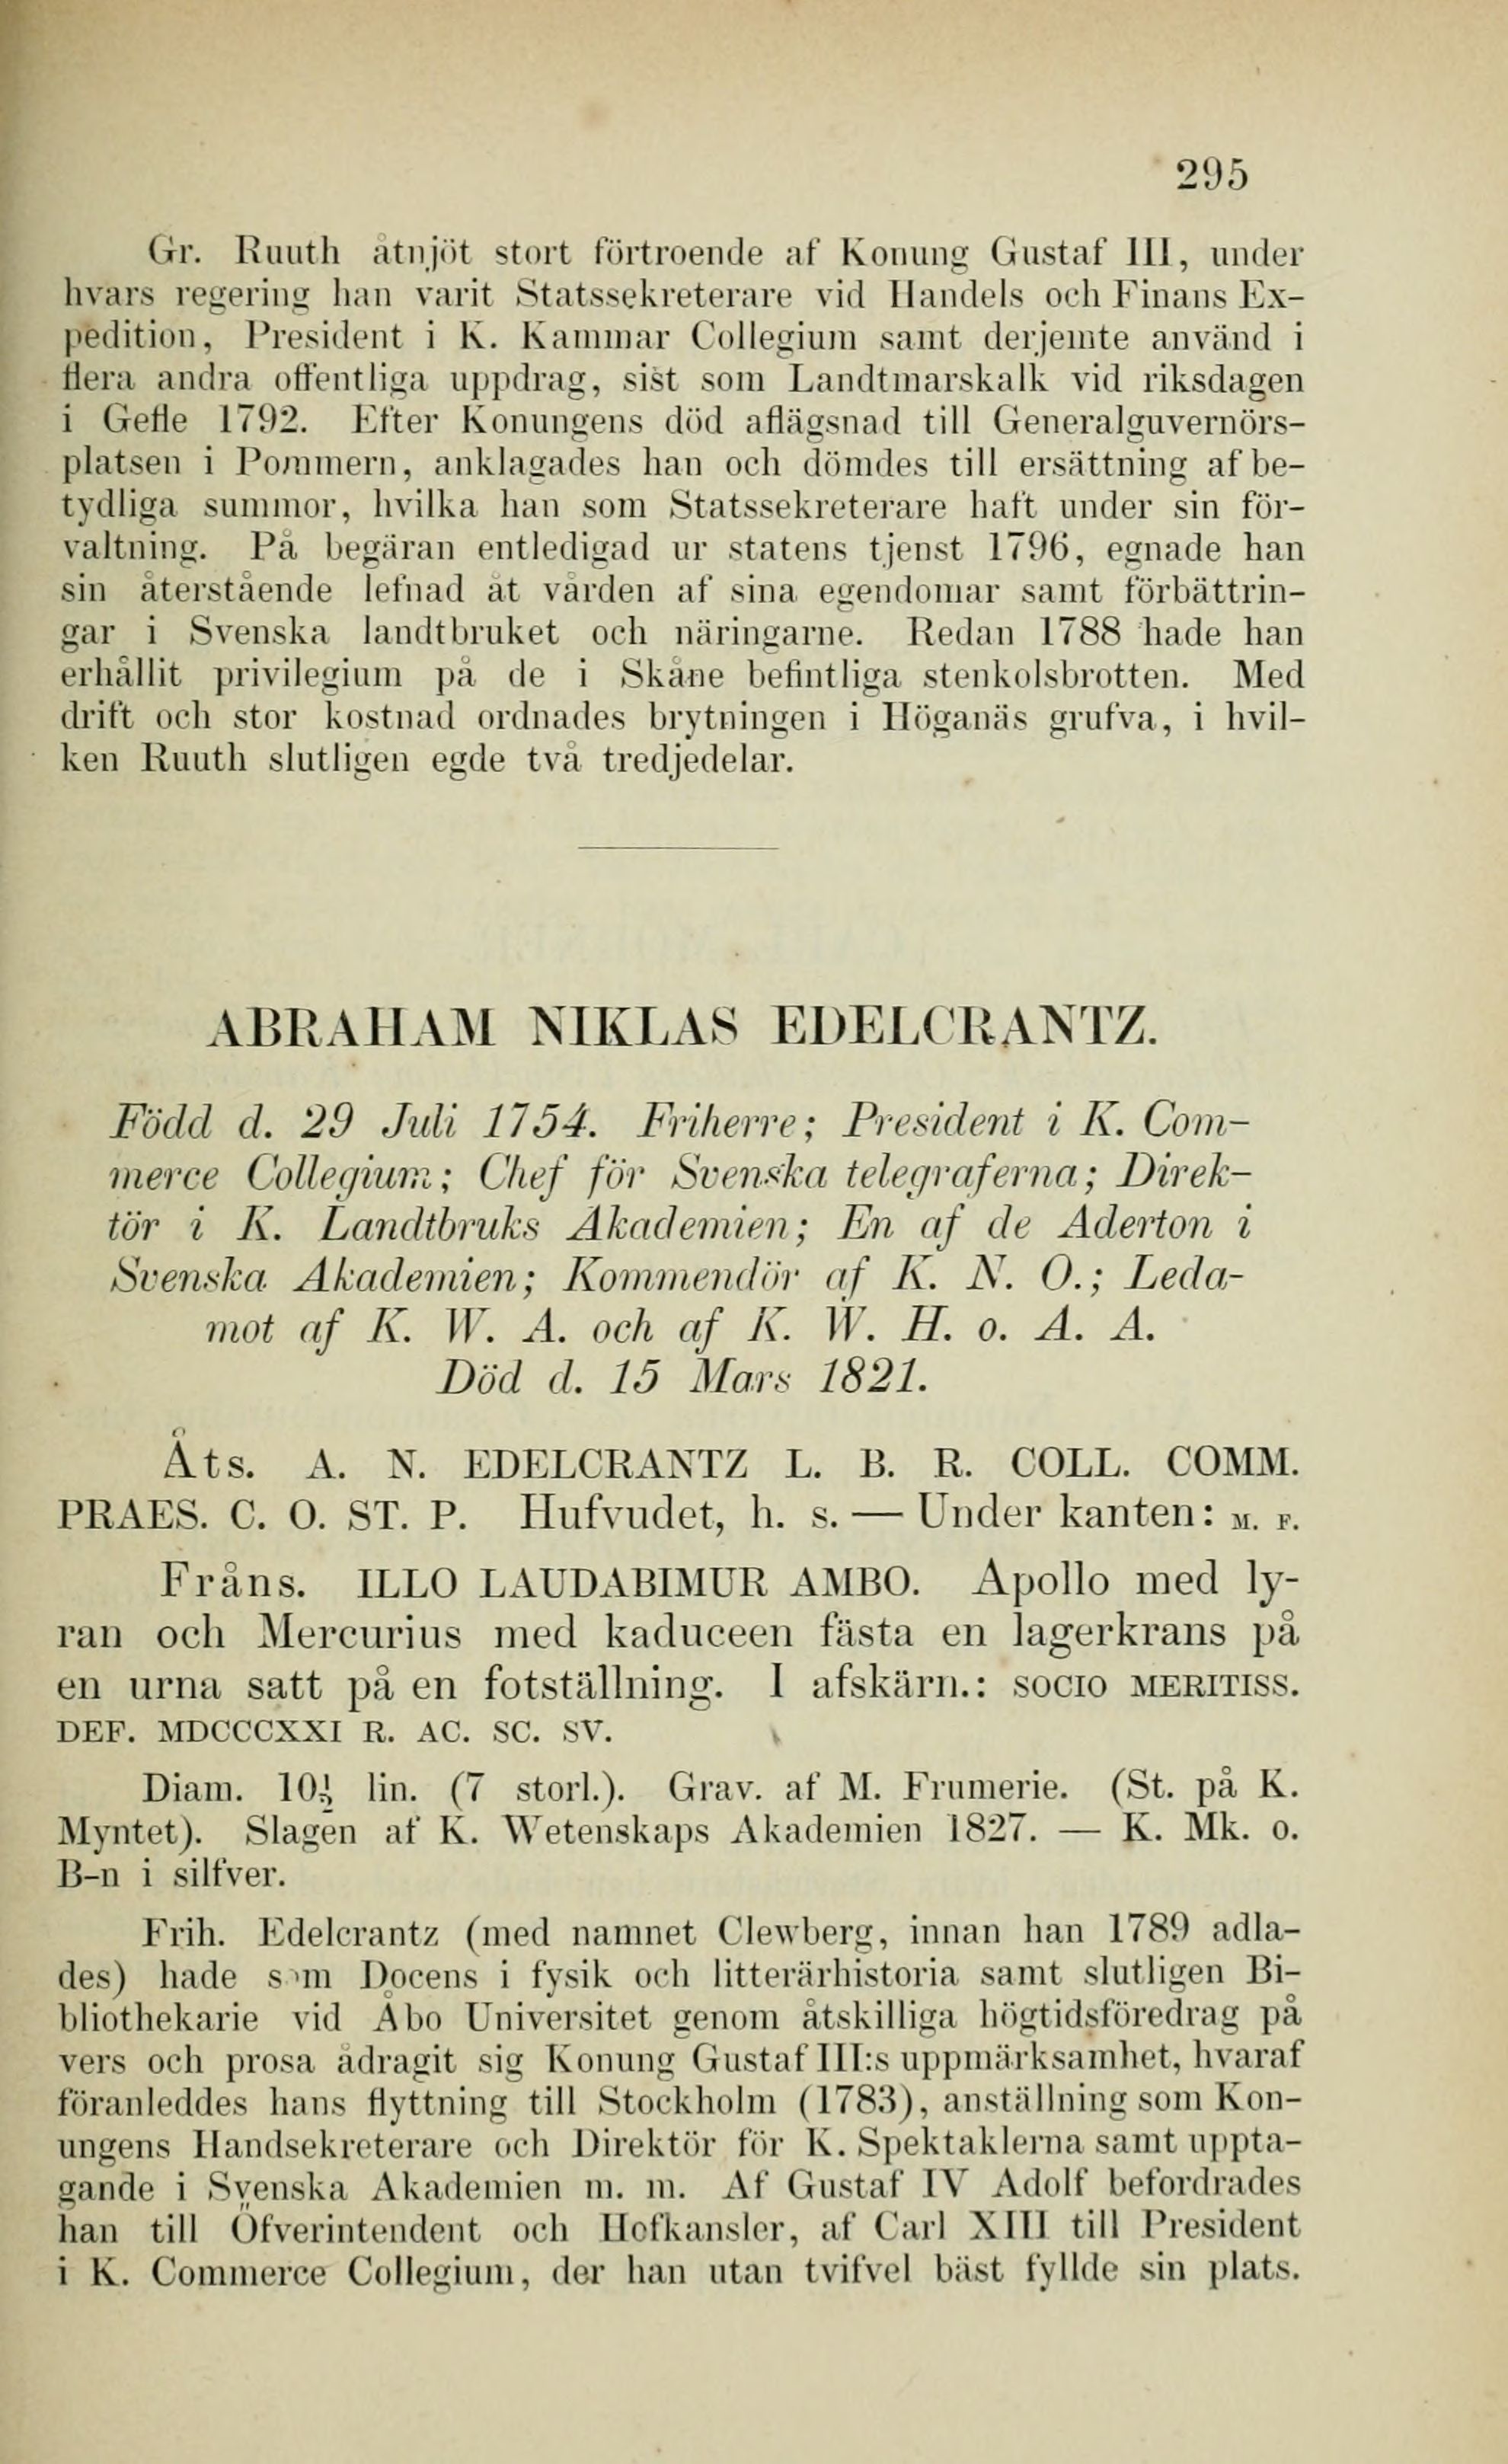 295
Gr. Ruuth åtnjöt stort förtroende af Konung Gustaf III, under
hvars regering han varit Statssekreterare vid Handels och Finans Ex-
pedition, President i K. Kammar Collegium samt derjemte använd i
flera andra offentliga uppdrag, sist som Landtmarskalk vid riksdagen
i Gefle 1792. Efter Konungens död aflägsnad till Generalguvernörs-
platsen i Pommern, anklagades han och dömdes till ersättning af be-
tydliga summor, hvilka han som Statssekreterare haft under sin för-
valtning. På begäran entledigad ur statens tjenst 1796, egnade han
sin återstående lefnad åt vården af sina egendomar samt förbättrin-
gar i Svenska landtbruket och näringarne. Redan 1788 hade han
erhållit privilegium på de i Skåne befintliga stenkolsbrotten. Med
drift och stor kostnad ordnades brytningen i Höganäs grufva, i hvil-
ken Ruuth slutligen egde två tredjedelar.
ABRAHAM NIKLAS EDELCRANTZ.
Född d. 29 Juli 1754. Friherre; President i K. Com-
merce Collegium; Chef för Svenska telegraferna; Direk-
tör i K. Landtbruks Akademien; En af de Aderton i
Svenska Akademien; Kommendör af K. N. O.; Leda-
mot af K. W. A. och af K. W. H. o. A. A.
Död d. 15 Mars 1821.
Åts. A. N. EDELCRANTZ L. B. R. COLL. COMM.
PRAES. C. O. ST. P. Hufvudet, h. s. — Under kanten: M. F.
Fråns. ILLO LAUDABIMUR AMBO. Apollo med ly-
ran och Mercurius med kaduceen fästa en lagerkrans på
en urna satt på en fotställning. I afskärn.: SOCIO MERITISS.
DEF. MDCCCXXI R. AC. SC. SV.
Diam. 10½ lin. (7 storl.). Grav. af M. Frumerie. (St. på K.
Myntet). Slagen af K. Wetenskaps Akademien 1827. — K. Mk. o.
B-n i silfver.
Frih. Edelcrantz (med namnet Clewberg, innan han 1789 adla-
des) hade som Docens i fysik och litterärhistoria samt slutligen Bi-
bliothekarie vid Åbo Universitet genom åtskilliga högtidsföredrag på
vers och prosa ådragit sig Konung Gustaf III:s uppmärksamhet, hvaraf
föranleddes hans flyttning till Stockholm (1783), anställning som Kon-
ungens Handsekreterare och Direktör för K. Spektaklerna samt uppta-
gande i Svenska Akademien m. m. Af Gustaf IV Adolf befordrades
han till Öfverintendent och Hofkansler, af Carl XIII till President
i K. Commerce Collegium, der han utan tvifvel bäst fyllde sin plats.